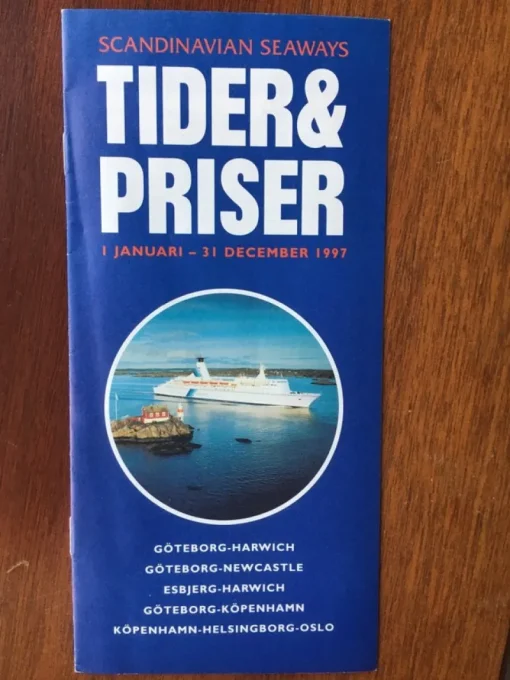 SCANDINAVIAN SEAWAYS
TIDER&
PRISER
1 JANUARI – 31 DECEMBER 1997
GÖTEBORG-HARWICH
GÖTEBORG-NEWCASTLE
ESBJERG-HARWICH
GÖTEBORG-KÖPENHAMN
KÖPENHAMN-HELSINGBORG-OSLO